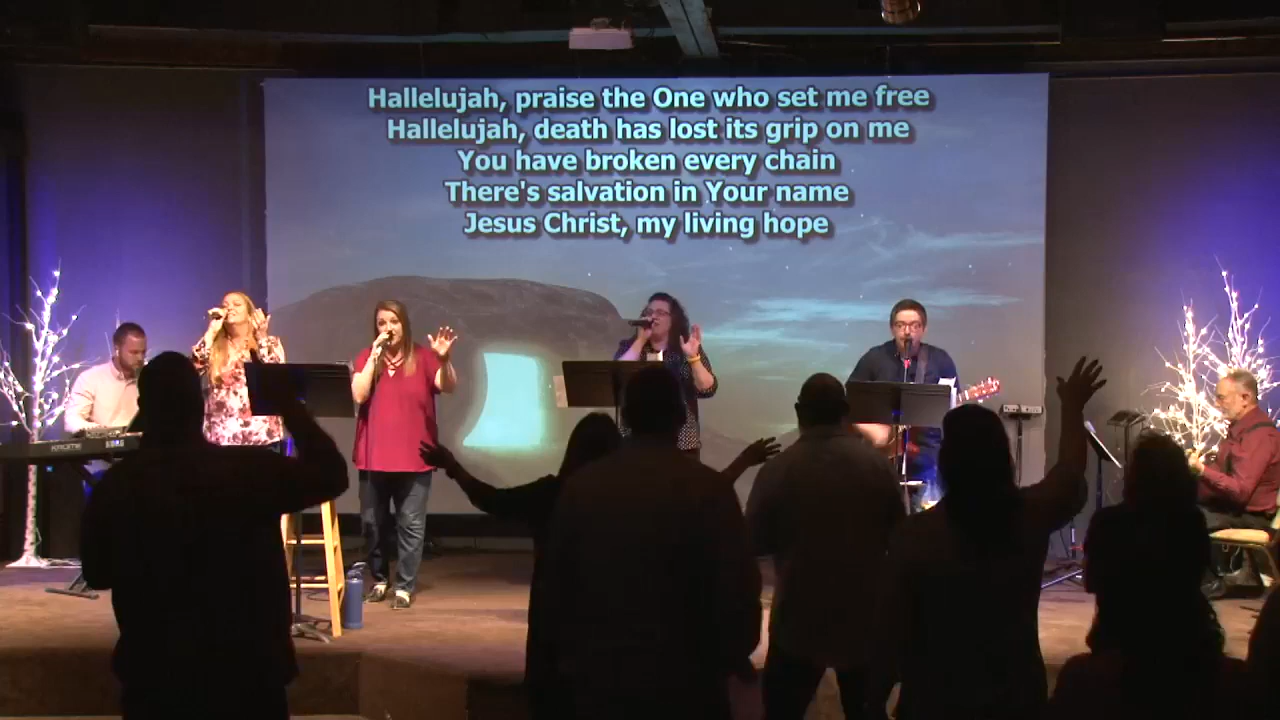 Hallelujah, praise the One who set me free
Hallelujah, death has lost its grip on me
You have broken every chain
There's salvation in Your name
Jesus Christ, my living hope